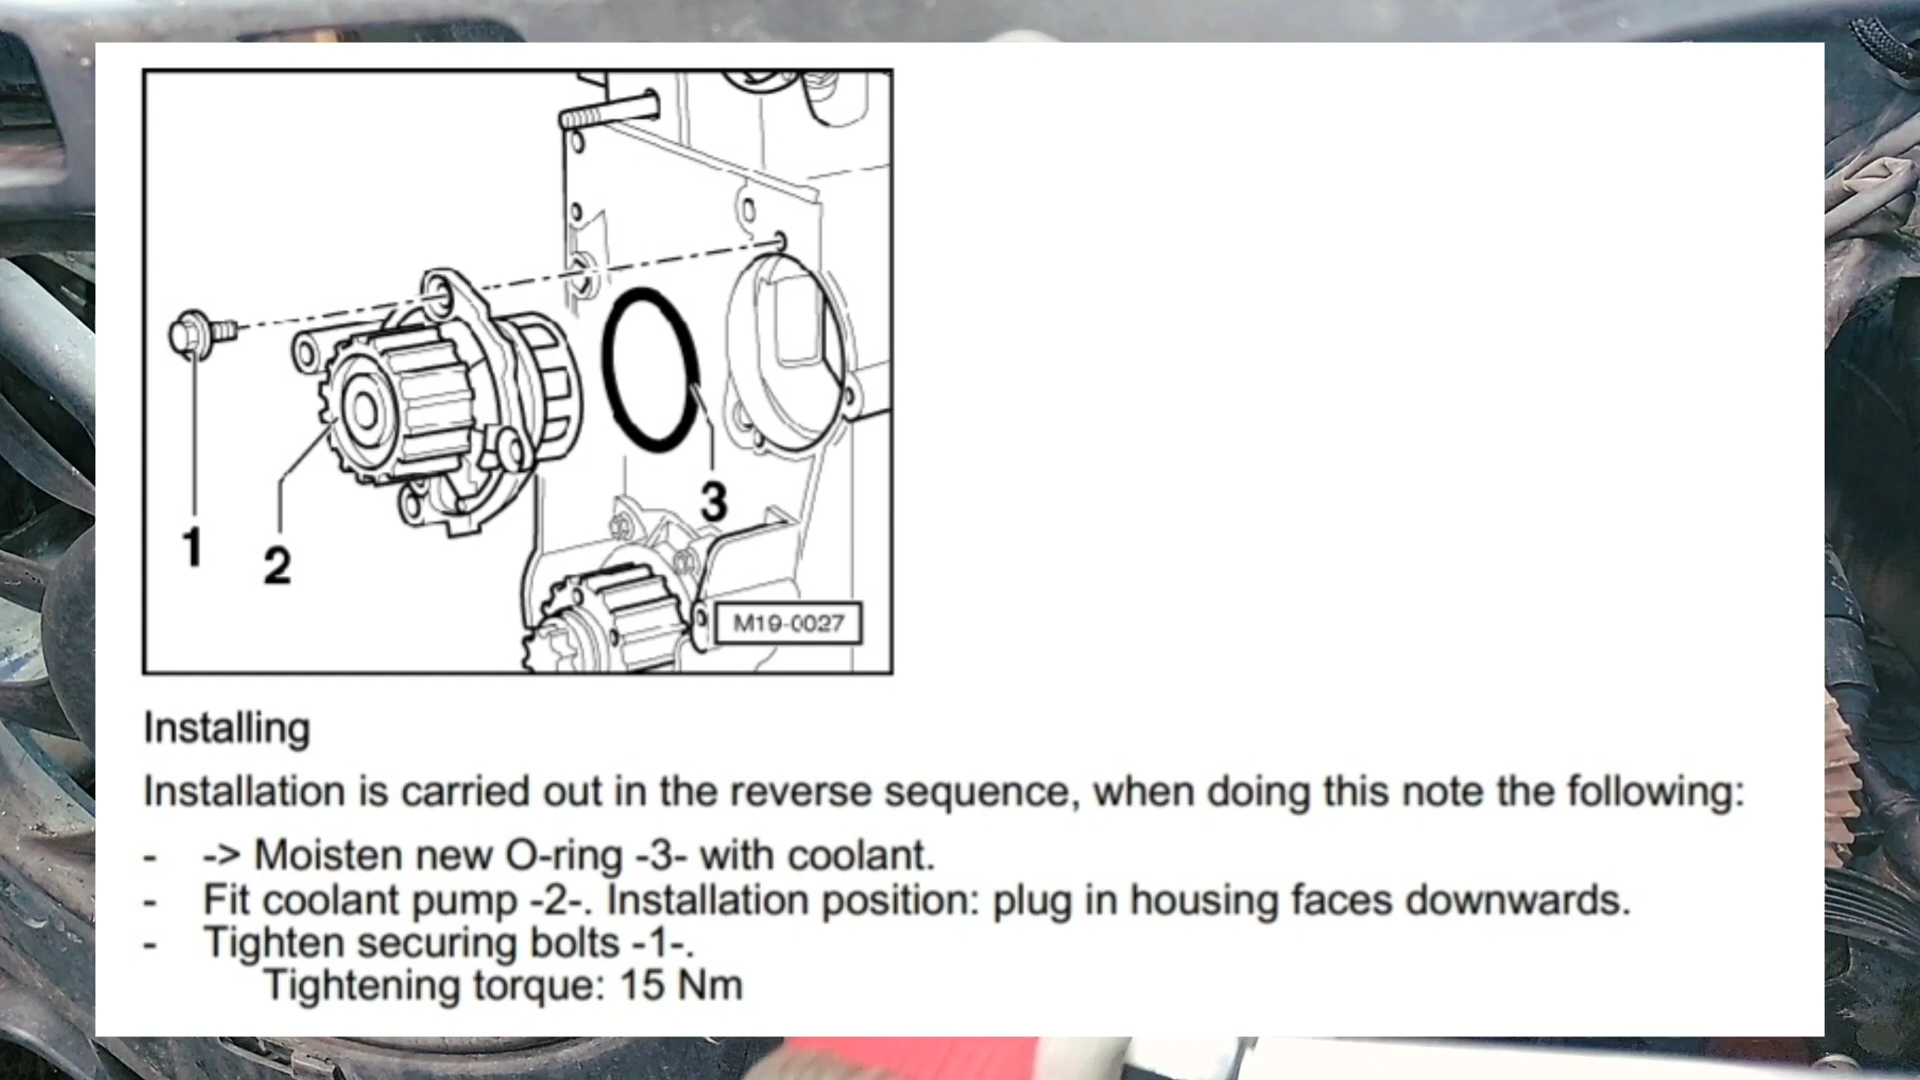 1
2
3
M19-0027
Installing
Installation is carried out in the reverse sequence, when doing this note the following:
- -> Moisten new O-ring -3- with coolant.
- Fit coolant pump -2-. Installation position: plug in housing faces downwards.
- Tighten securing bolts -1-.
Tightening torque: 15 Nm